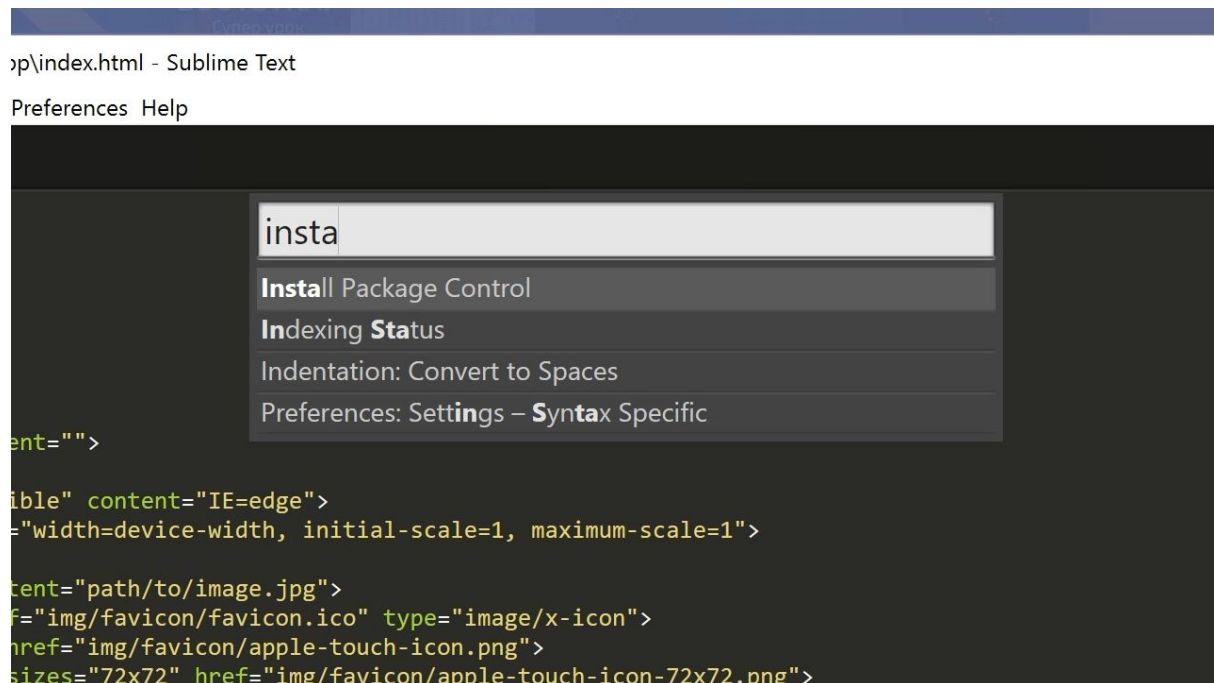 Супер урок
op\index.html - Sublime Text
Preferences Help
insta
Install Package Control
Indexing Status
Indentation: Convert to Spaces
Preferences: Settings – Syntax Specific
ent="">
ible" content="IE=edge">
="width=device-width, initial-scale=1, maximum-scale=1">
tent="path/to/image.jpg">
f="img/favicon/favicon.ico" type="image/x-icon">
href="img/favicon/apple-touch-icon.png">
sizes="72x72" href="img/favicon/apple-touch-icon-72x72.png">